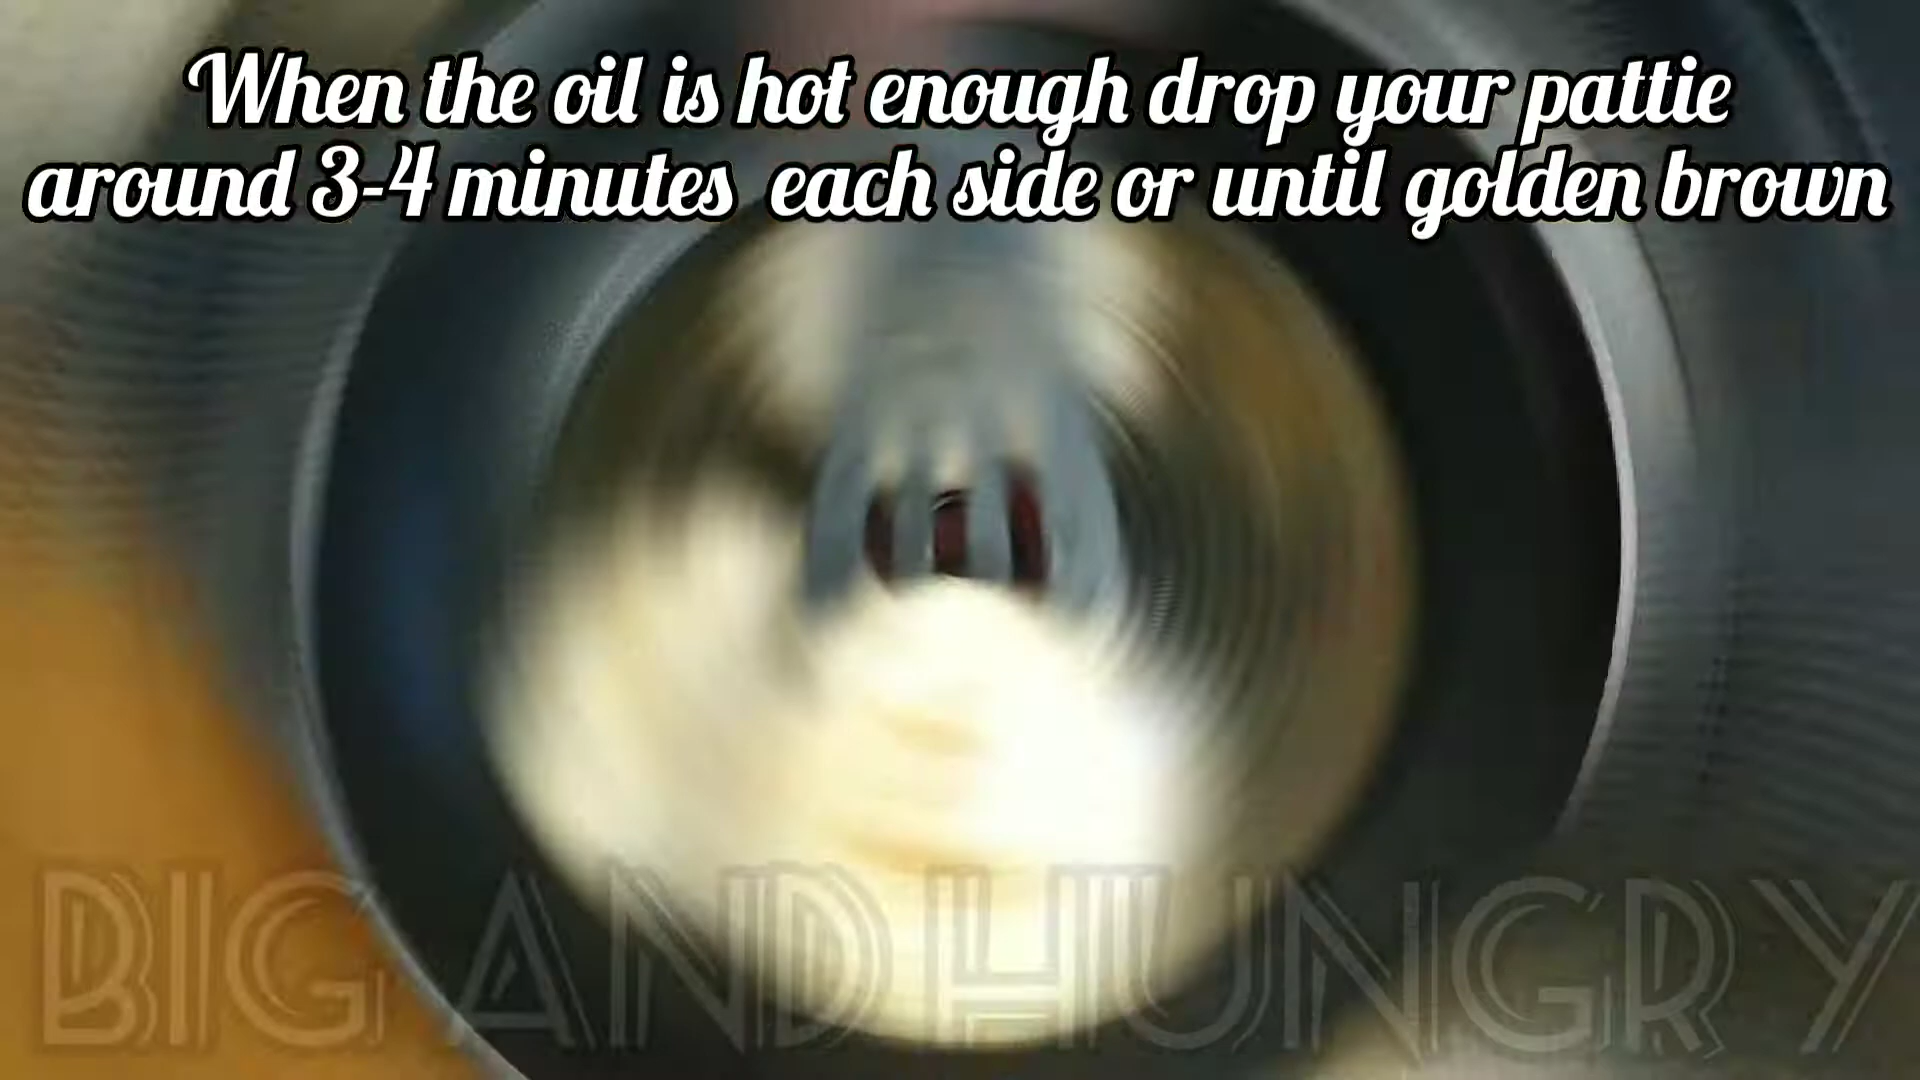 When the oil is hot enough drop your pattie
around 3-4 minutes each side or until golden brown
BIG AND HUNGRY